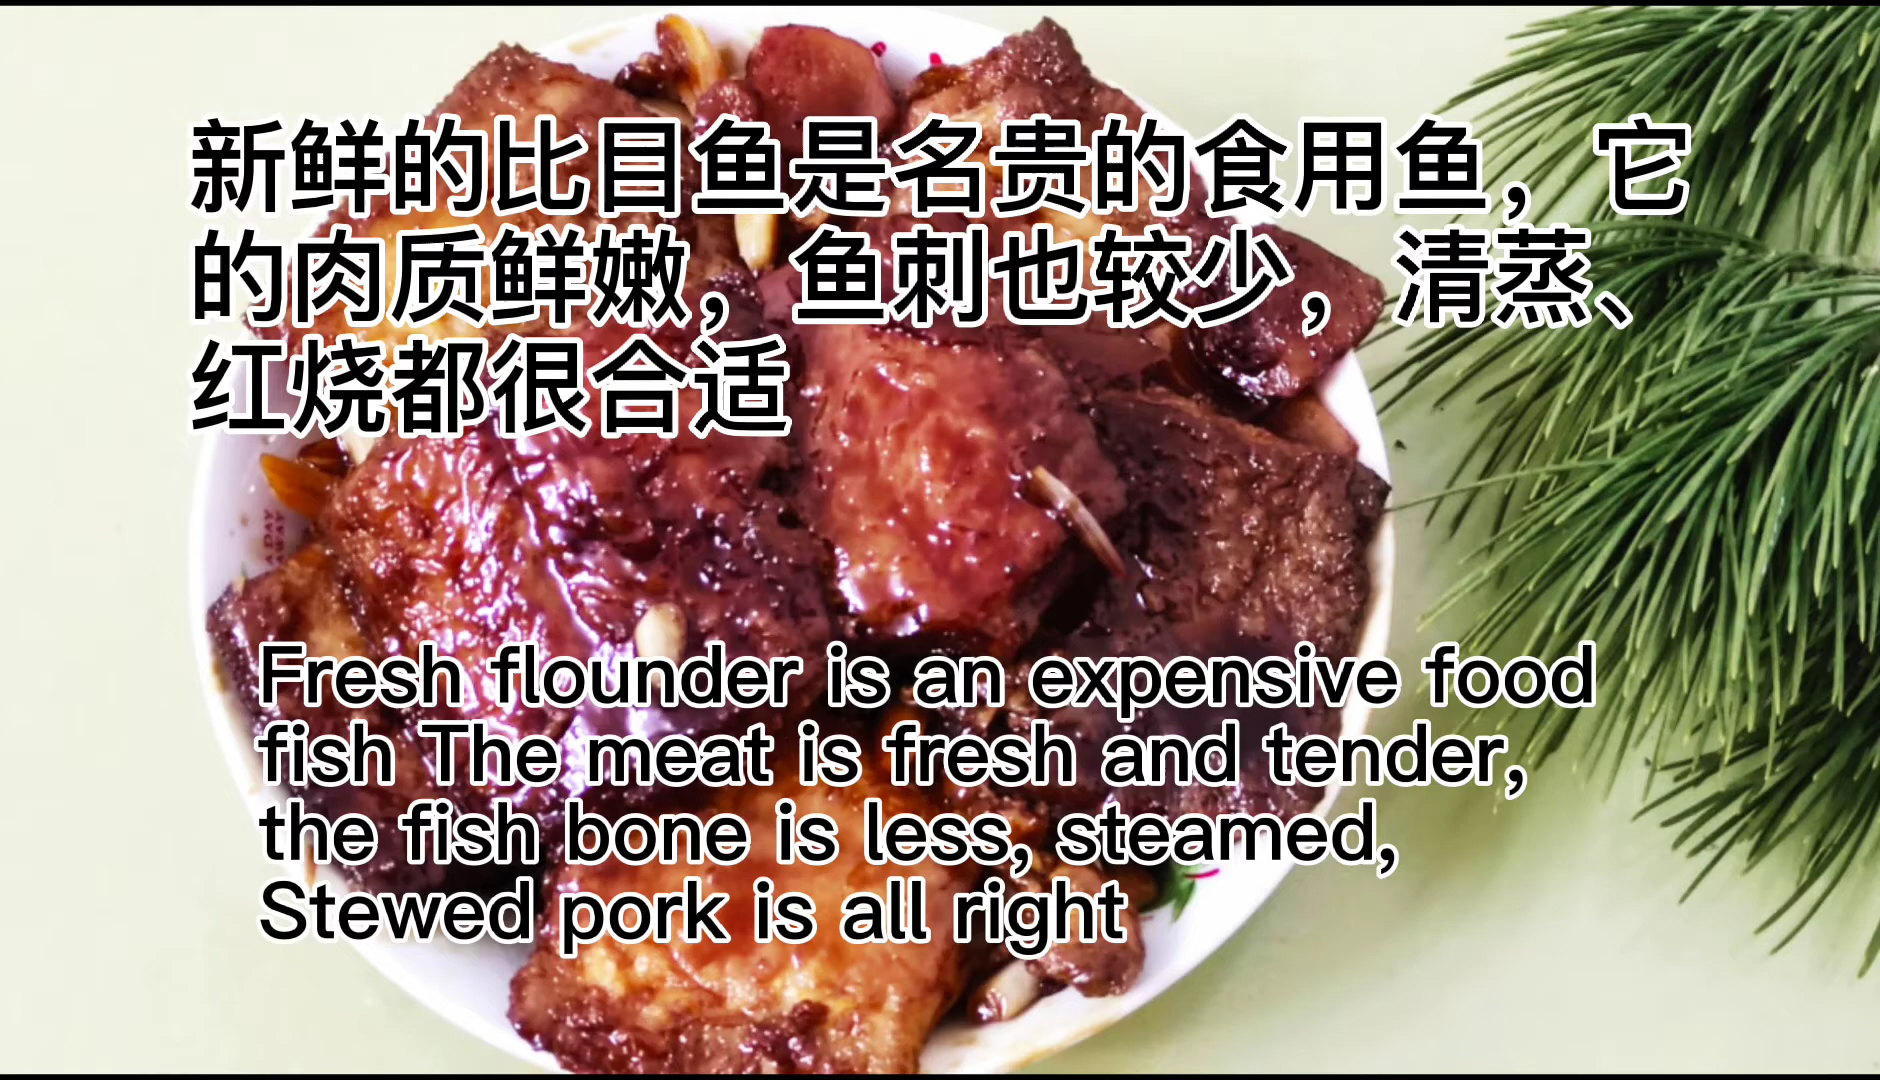 新鲜的比目鱼是名贵的食用鱼，它
的肉质鲜嫩，鱼刺也较少，清蒸、
红烧都很合适
A DAY
AWAY
Fresh flounder is an expensive food
fish The meat is fresh and tender,
the fish bone is less, steamed,
Stewed pork is all right